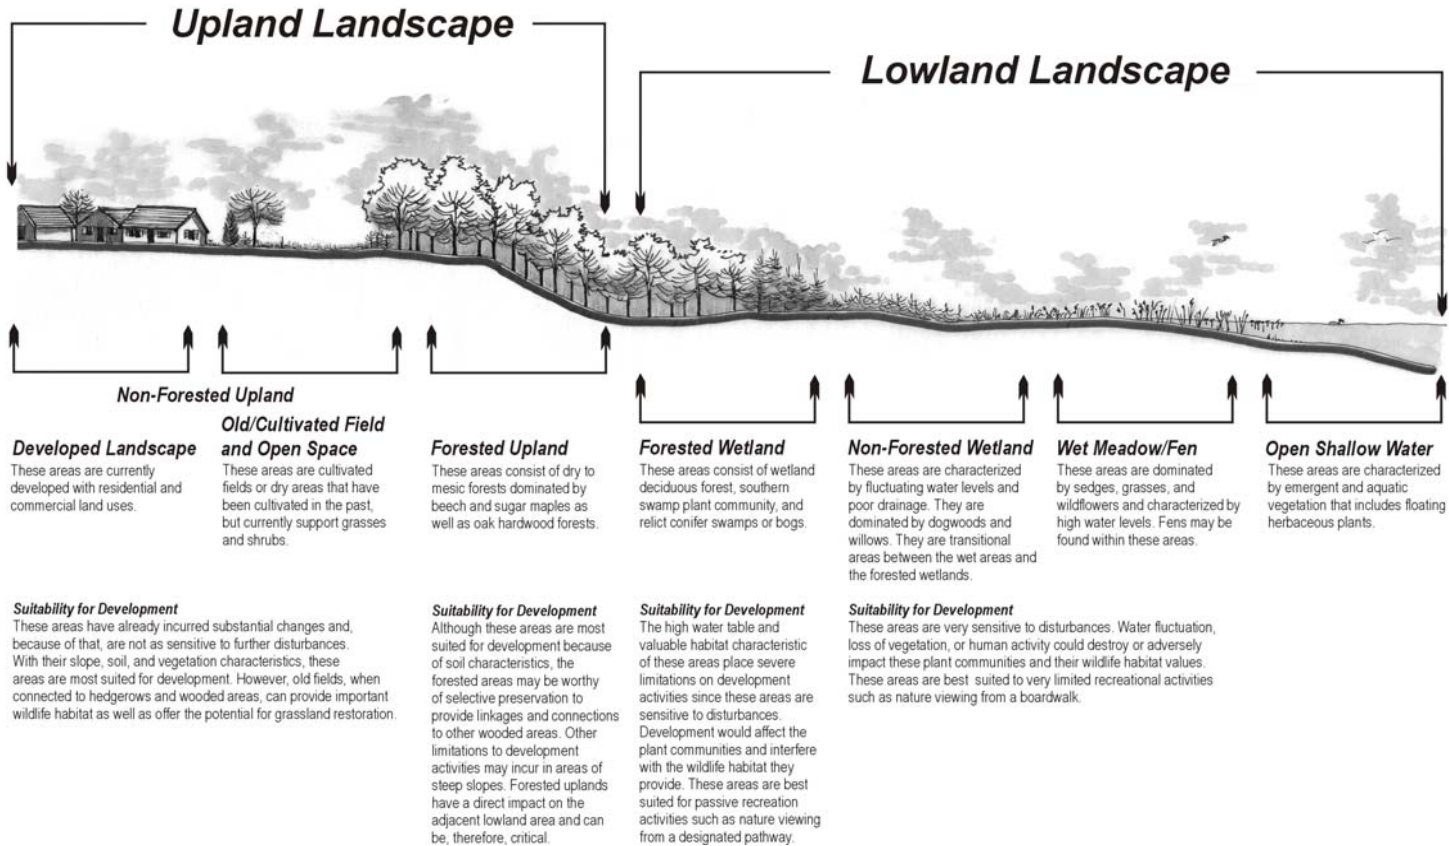 Upland Landscape
Lowland Landscape
Non-Forested Upland
Developed Landscape
These areas are currently
developed with residential and
commercial land uses.
Old/Cultivated Field
and Open Space
These areas are cultivated
fields or dry areas that have
been cultivated in the past,
but currently support grasses
and shrubs.
Forested Upland
These areas consist of dry to
mesic forests dominated by
beech and sugar maples as
well as oak hardwood forests.
Forested Wetland
These areas consist of wetland
deciduous forest, southern
swamp plant community, and
relict conifer swamps or bogs.
Non-Forested Wetland
These areas are characterized
by fluctuating water levels and
poor drainage. They are
dominated by dogwoods and
willows. They are transitional
areas between the wet areas and
the forested wetlands.
Wet Meadow/Fen
These areas are dominated
by sedges, grasses, and
wildflowers and characterized by
high water levels. Fens may be
found within these areas.
Open Shallow Water
These areas are characterized
by emergent and aquatic
vegetation that includes floating
herbaceous plants.
Suitability for Development
These areas have already incurred substantial changes and,
because of that, are not as sensitive to further disturbances.
With their slope, soil, and vegetation characteristics, these
areas are most suited for development. However, old fields, when
connected to hedgerows and wooded areas, can provide important
wildlife habitat as well as offer the potential for grassland restoration.
Suitability for Development
Although these areas are most
suited for development because
of soil characteristics, the
forested areas may be worthy
of selective preservation to
provide linkages and connections
to other wooded areas. Other
limitations to development
activities may incur in areas of
steep slopes. Forested uplands
have a direct impact on the
adjacent lowland area and can
be, therefore, critical.
Suitability for Development
The high water table and
valuable habitat characteristic
of these areas place severe
limitations on development
activities since these areas are
sensitive to disturbances.
Development would affect the
plant communities and interfere
with the wildlife habitat they
provide. These areas are best
suited for passive recreation
activities such as nature viewing
from a designated pathway.
Suitability for Development
These areas are very sensitive to disturbances. Water fluctuation,
loss of vegetation, or human activity could destroy or adversely
impact these plant communities and their wildlife habitat values.
These areas are best suited to very limited recreational activities
such as nature viewing from a boardwalk.